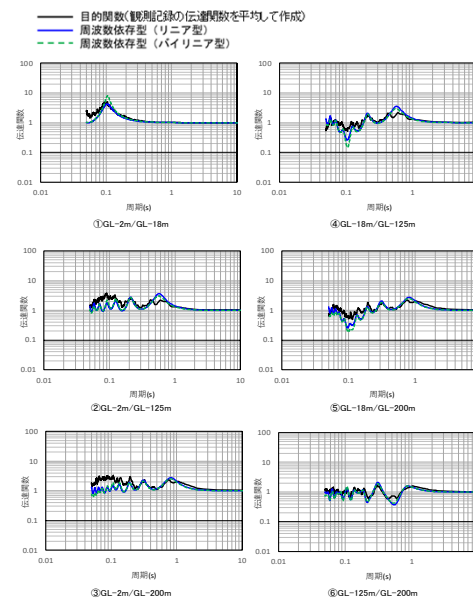 目的関数(観測記録の伝達関数を平均して作成)
周波数依存型（リニア型）
周波数依存型（バイリニア型）
100
10
1
0.1
0.01
伝達関数
0.01 0.1 1 10
周期(s)
①GL-2m/GL-18m
100
10
1
0.1
0.01
伝達関数
0.01 0.1 1
周期(s)
④GL-18m/GL-125m
100
10
1
0.1
0.01
伝達関数
0.01 0.1 1 10
周期(s)
②GL-2m/GL-125m
100
10
1
0.1
0.01
伝達関数
0.01 0.1 1
周期(s)
⑤GL-18m/GL-200m
100
10
1
0.1
0.01
伝達関数
0.01 0.1 1 10
周期(s)
③GL-2m/GL-200m
100
10
1
0.1
0.01
伝達関数
0.01 0.1 1
周期(s)
⑥GL-125m/GL-200m